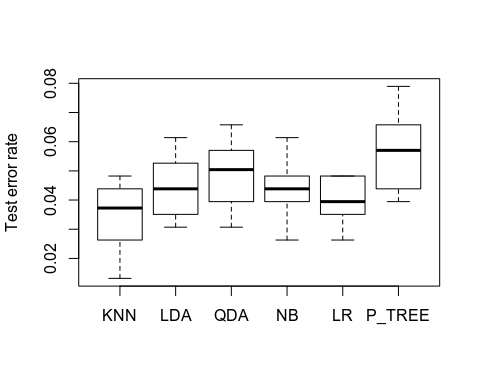 Test error rate
0.08
0.06
0.04
0.02
KNN LDA QDA NB LR P_TREE